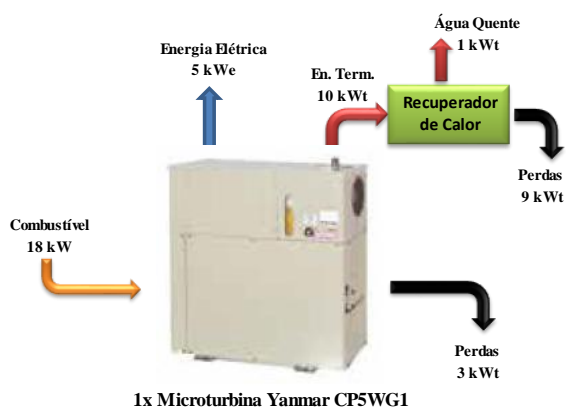 Água Quente
1 kWt
Energia Elétrica
5 kWe
En. Term.
10 kWt
Recuperador
de Calor
Perdas
9 kWt
Combustível
18 kW
Perdas
3 kWt
1x Microturbina Yanmar CP5WG1